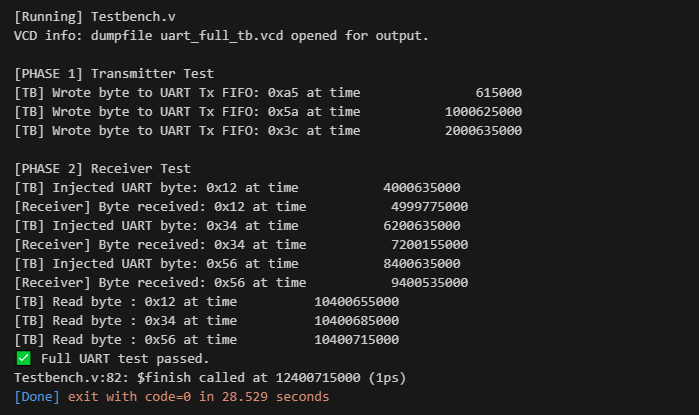 [Running] Testbench.v
VCD info: dumpfile uart_full_tb.vcd opened for output.
[PHASE 1] Transmitter Test
[TB] Wrote byte to UART Tx FIFO: 0xa5 at time               615000
[TB] Wrote byte to UART Tx FIFO: 0x5a at time           1000625000
[TB] Wrote byte to UART Tx FIFO: 0x3c at time           2000635000
[PHASE 2] Receiver Test
[TB] Injected UART byte: 0x12 at time           4000635000
[Receiver] Byte received: 0x12 at time           4999775000
[TB] Injected UART byte: 0x34 at time           6200635000
[Receiver] Byte received: 0x34 at time           7200155000
[TB] Injected UART byte: 0x56 at time           8400635000
[Receiver] Byte received: 0x56 at time           9400535000
[TB] Read byte : 0x12 at time          10400655000
[TB] Read byte : 0x34 at time          10400685000
[TB] Read byte : 0x56 at time          10400715000
✅ Full UART test passed.
Testbench.v:82: $finish called at 12400715000 (1ps)
[Done] exit with code=0 in 28.529 seconds